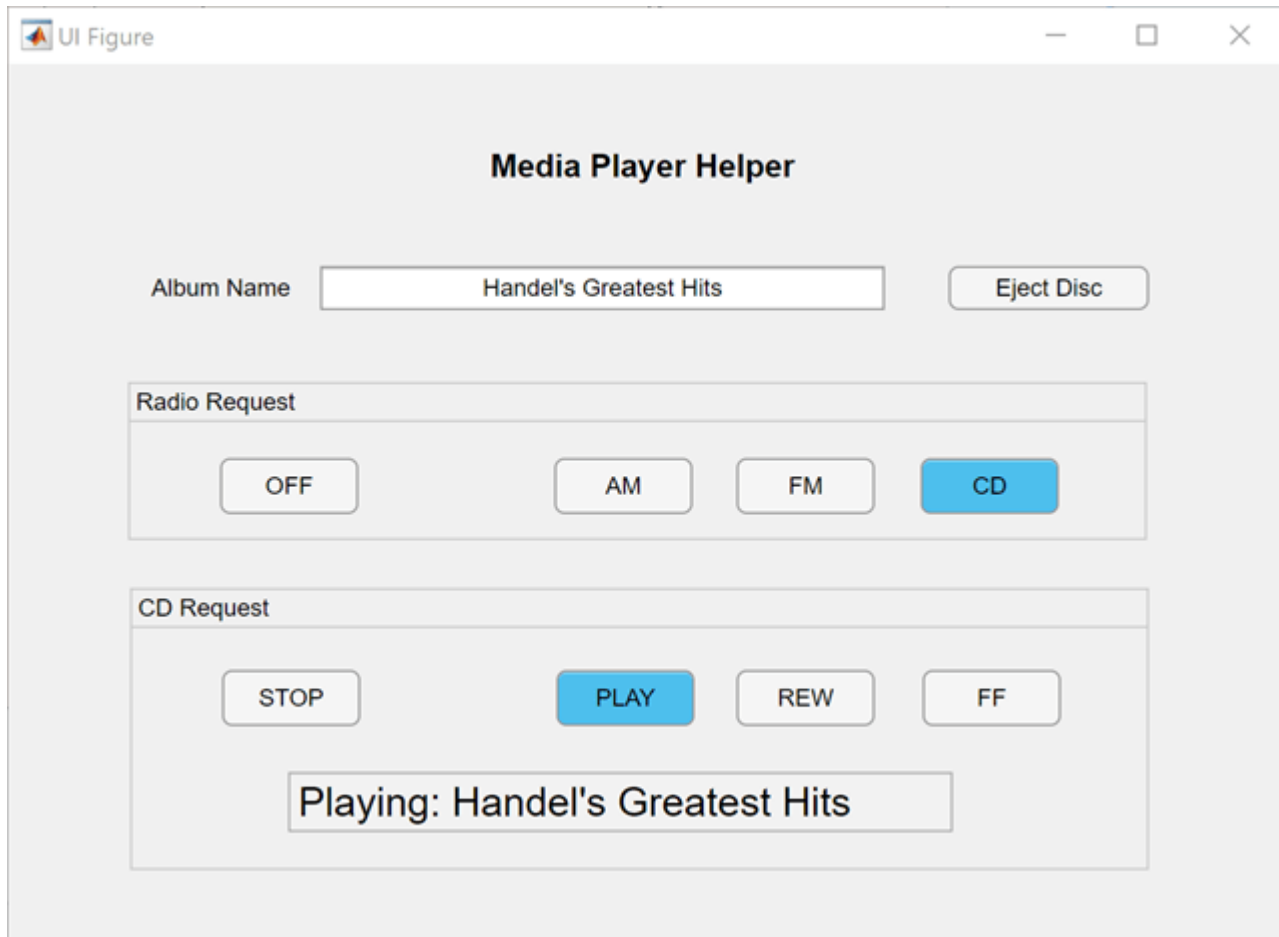 UI Figure
Media Player Helper
Album Name Handel's Greatest Hits Eject Disc
Radio Request
OFF AM FM CD
CD Request
STOP PLAY REW FF
Playing: Handel's Greatest Hits